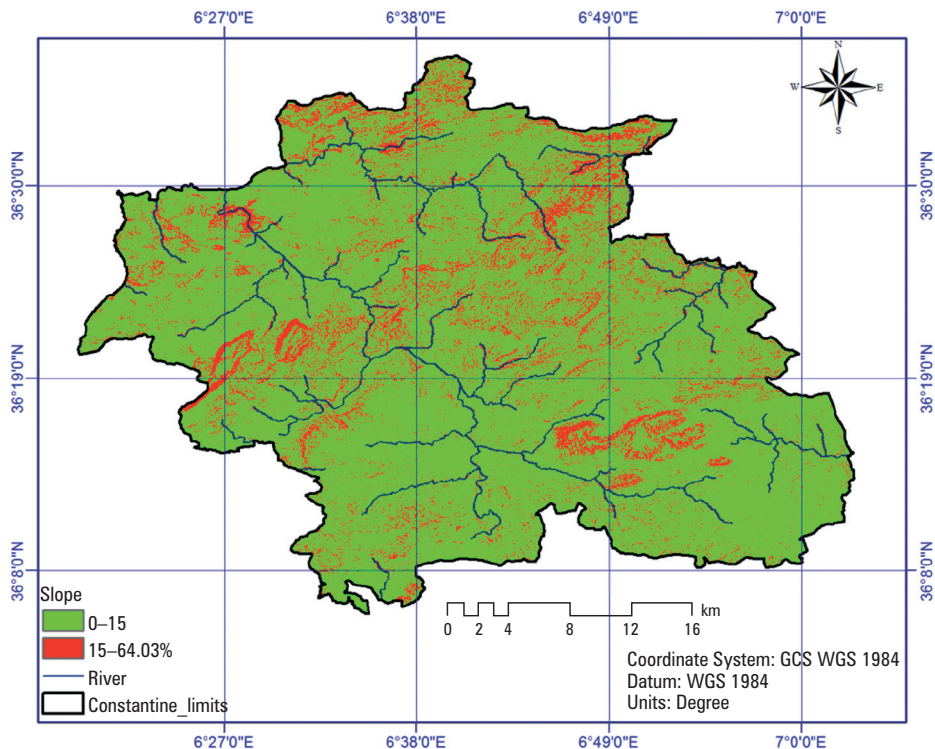 6°27'0"E 6°38'0"E 6°49'0"E 7°0'0"E
N
W E
S
36°30'0"N 36°30'0"N
36°19'0"N 36°19'0"N
36°8'0"N 36°8'0"N
Slope
0–15
15–64.03%
River
Constantine_limits
km
0 2 4 8 12 16
Coordinate System: GCS WGS 1984
Datum: WGS 1984
Units: Degree
6°27'0"E 6°38'0"E 6°49'0"E 7°0'0"E